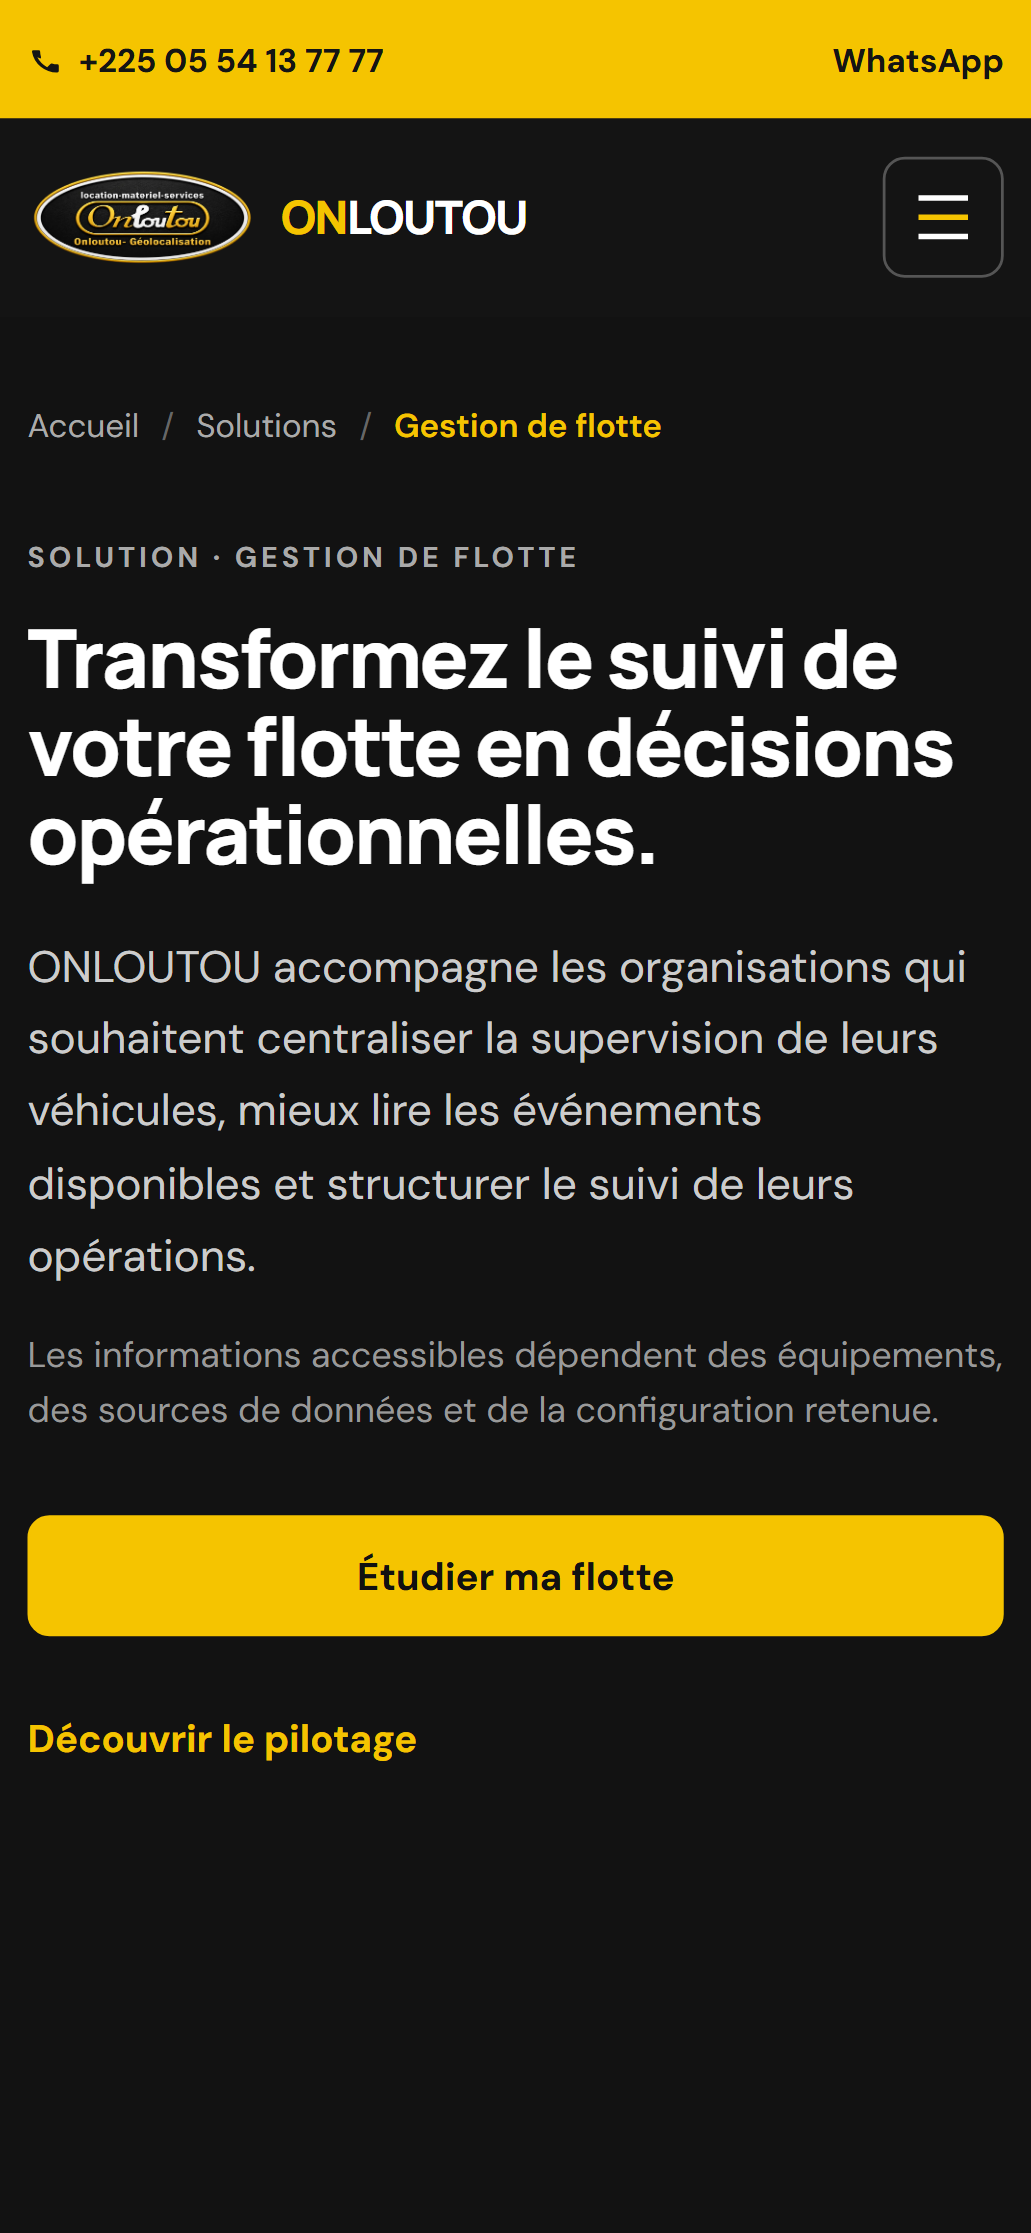 +225 05 54 13 77 77
WhatsApp
location-materiel-services
Onloutou
Onloutou- Géolocalisation
ONLOUTOU
Accueil / Solutions / Gestion de flotte
SOLUTION · GESTION DE FLOTTE
Transformez le suivi de
votre flotte en décisions
opérationnelles.
ONLOUTOU accompagne les organisations qui
souhaitent centraliser la supervision de leurs
véhicules, mieux lire les événements
disponibles et structurer le suivi de leurs
opérations.
Les informations accessibles dépendent des équipements,
des sources de données et de la configuration retenue.
Étudier ma flotte
Découvrir le pilotage